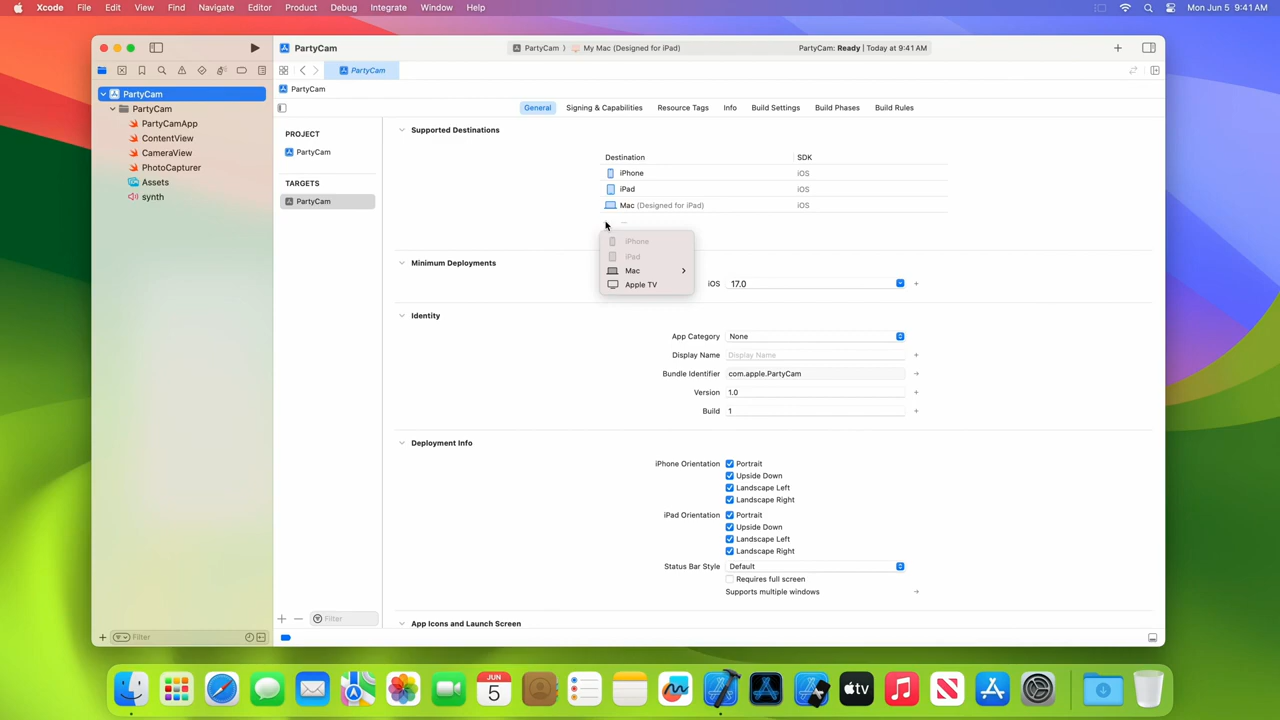 Xcode File Edit View Find Navigate Editor Product Debug Integrate Window Help Mon Jun 5 9:41 AM
PartyCam PartyCam 〉 My Mac (Designed for iPad) PartyCam: Ready | Today at 9:41 AM
PartyCam
PartyCam
PartyCam
PartyCam
PartyCamApp
ContentView
CameraView
PhotoCapturer
Assets
synth
Filter
General Signing & Capabilities Resource Tags Info Build Settings Build Phases Build Rules
PROJECT
PartyCam
TARGETS
PartyCam
Filter
Supported Destinations
Destination SDK
iPhone iOS
iPad iOS
Mac (Designed for iPad) iOS
iPhone
iPad
Mac
Apple TV
Minimum Deployments
iOS 17.0
Identity
App Category None
Display Name Display Name
Bundle Identifier com.apple.PartyCam
Version 1.0
Build 1
Deployment Info
iPhone Orientation Portrait
Upside Down
Landscape Left
Landscape Right
iPad Orientation Portrait
Upside Down
Landscape Left
Landscape Right
Status Bar Style Default
Requires full screen
Supports multiple windows
App Icons and Launch Screen
JUN
5
tv